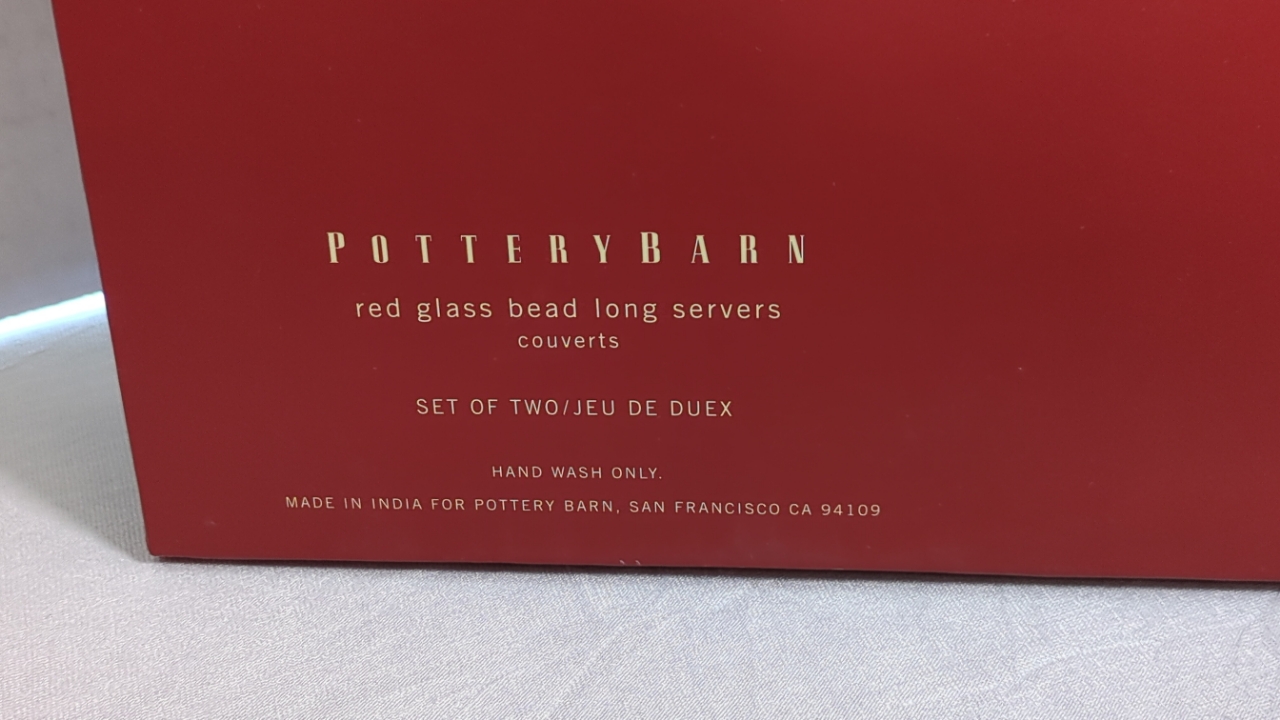 POTTERYBARN
red glass bead long servers
couverts
SET OF TWO/JEU DE DUEX
HAND WASH ONLY.
MADE IN INDIA FOR POTTERY BARN, SAN FRANCISCO CA 94109